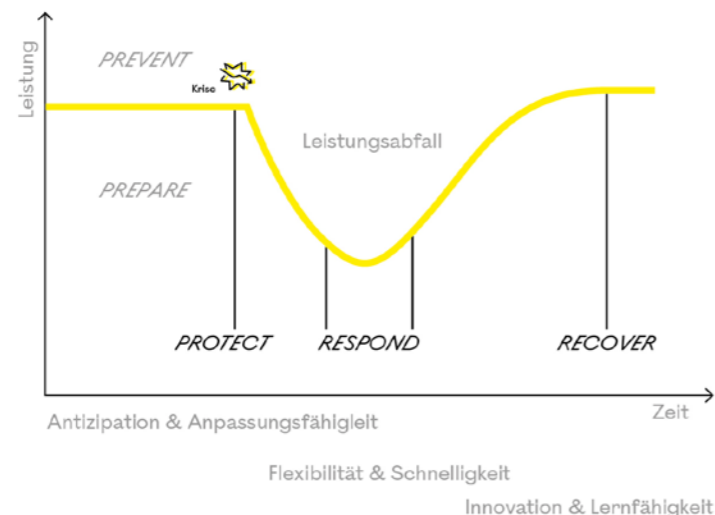 Leistung
PREVENT
Krise
Leistungsabfall
PREPARE
PROTECT
RESPOND
RECOVER
Zeit
Antizipation & Anpassungsfähigleit
Flexibilität & Schnelligkeit
Innovation & Lernfähigkeit